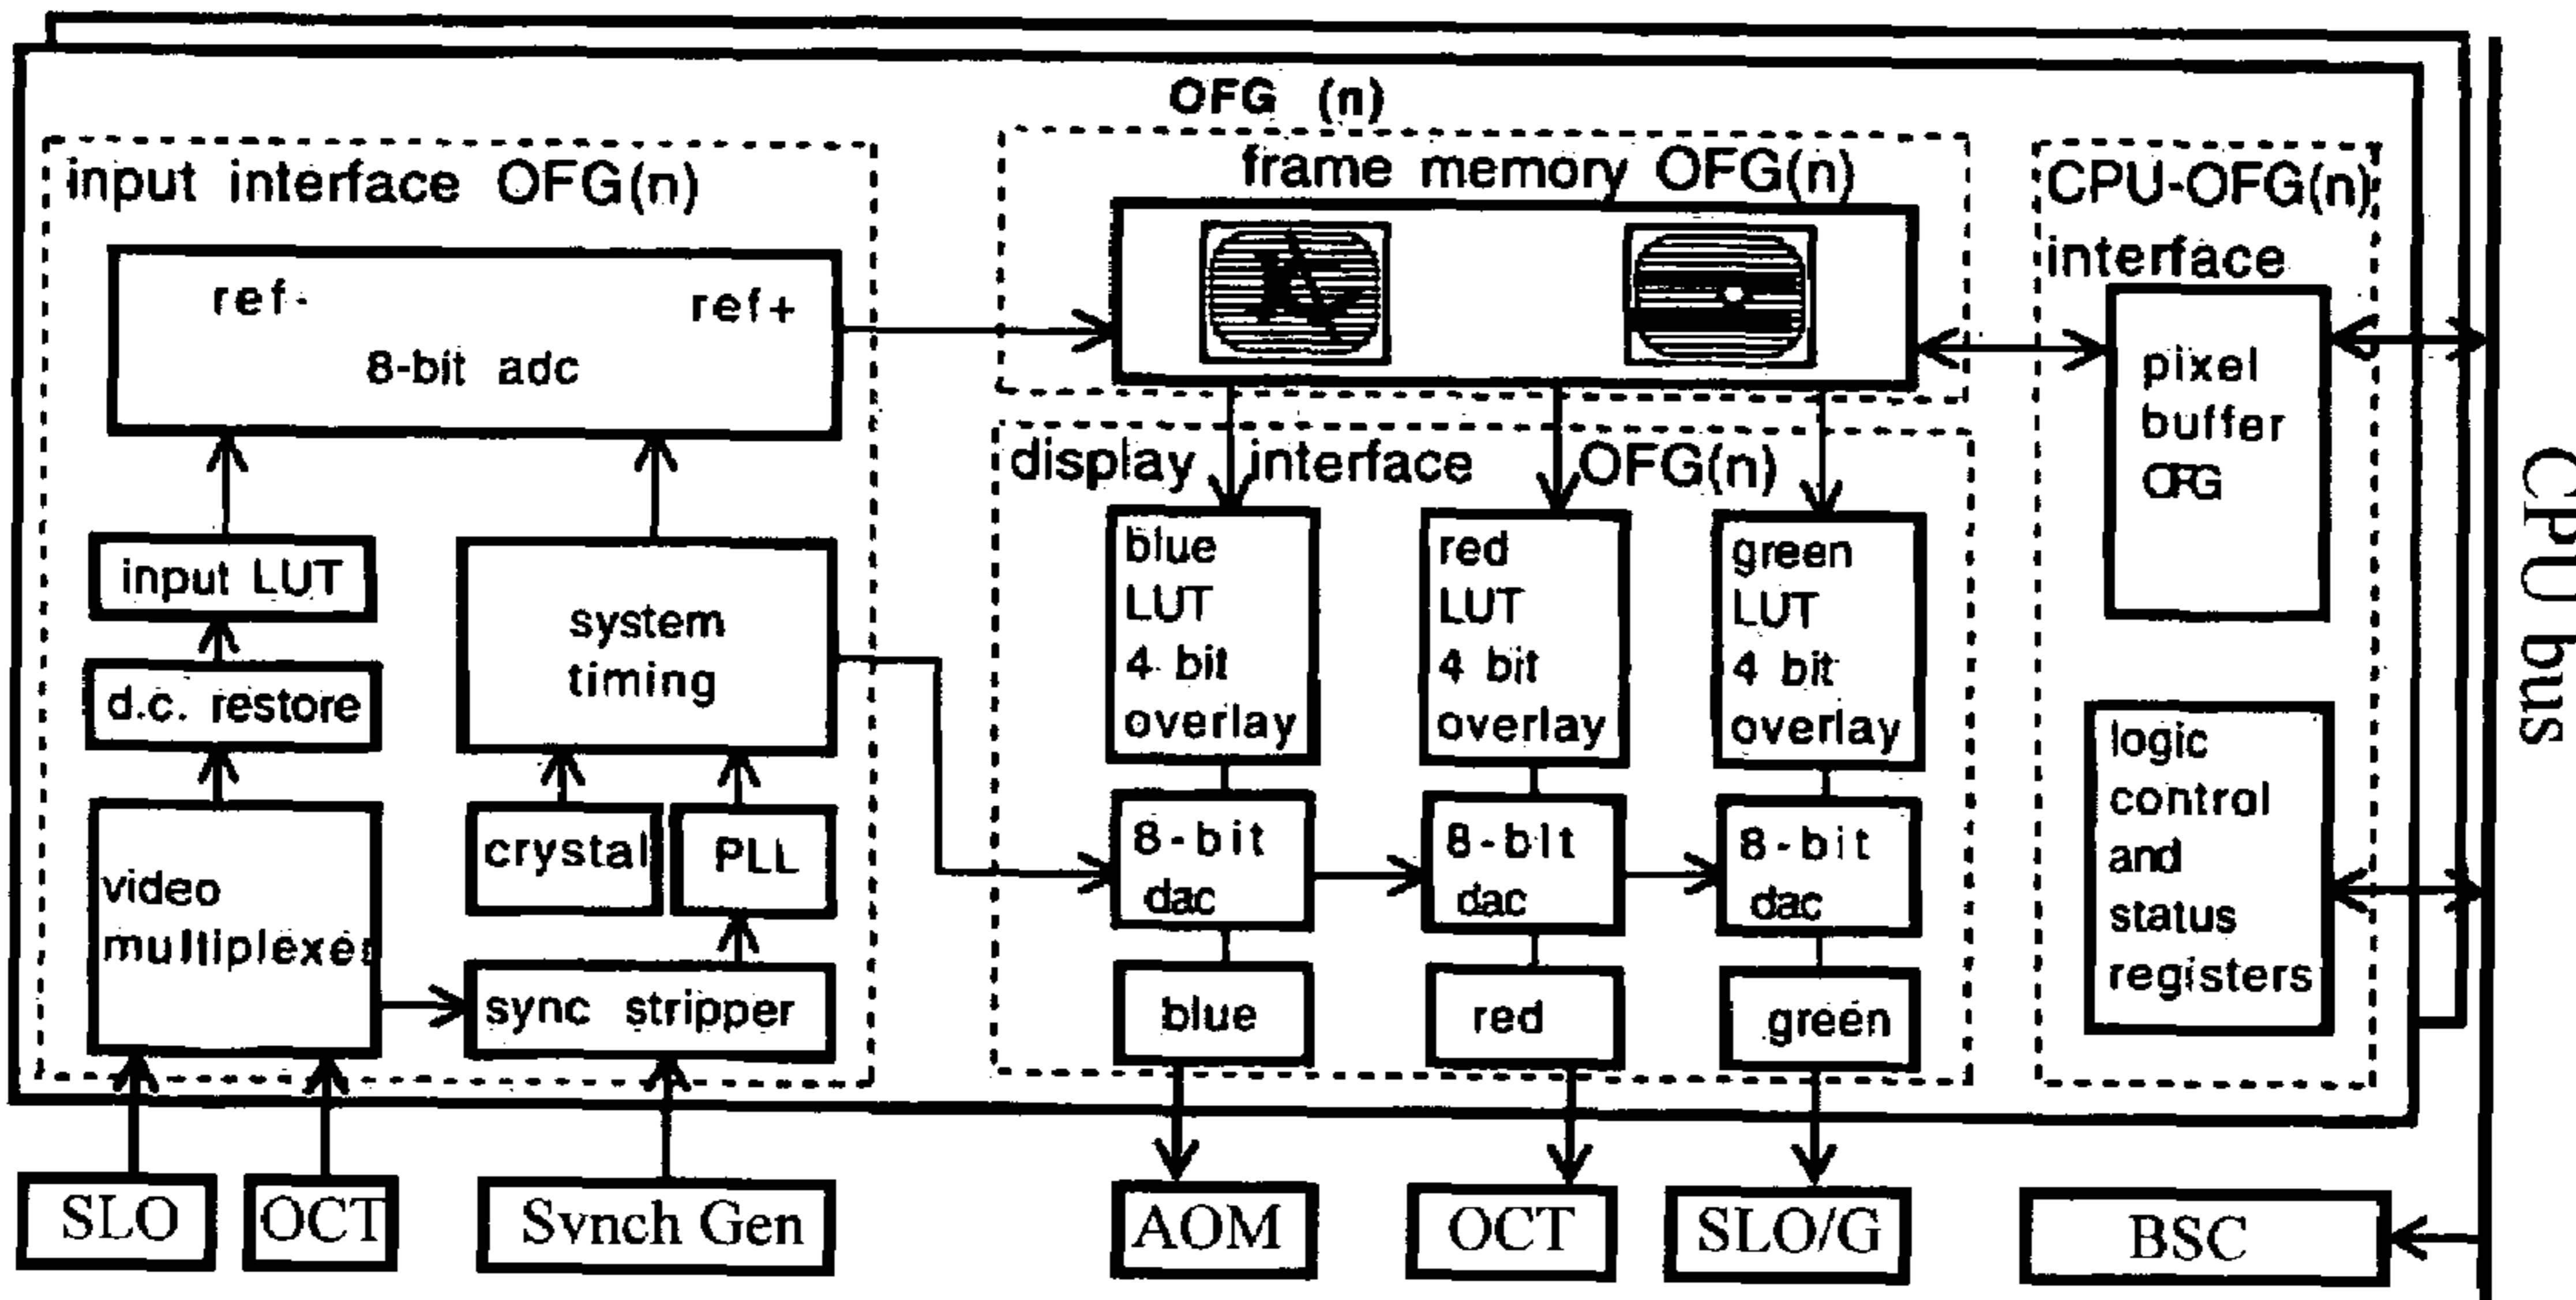 OFG (n)
input interface OFG(n)
ref-
ref+
8-bit adc
input LUT
d.c. restore
video
multiplexer
system
timing
crystal
PLL
sync stripper
frame memory OFG(n)
display interface OFG(n)
blue
LUT
4 bit
overlay
red
LUT
4 bit
overlay
green
LUT
4 bit
overlay
8-bit
dac
8-bit
dac
8-bit
dac
blue
red
green
CPU-OFG(n)
interface
pixel
buffer
OFG
logic
control
and
status
registers
CPU bus
SLO
OCT
Svnch Gen
AOM
OCT
SLO/G
BSC